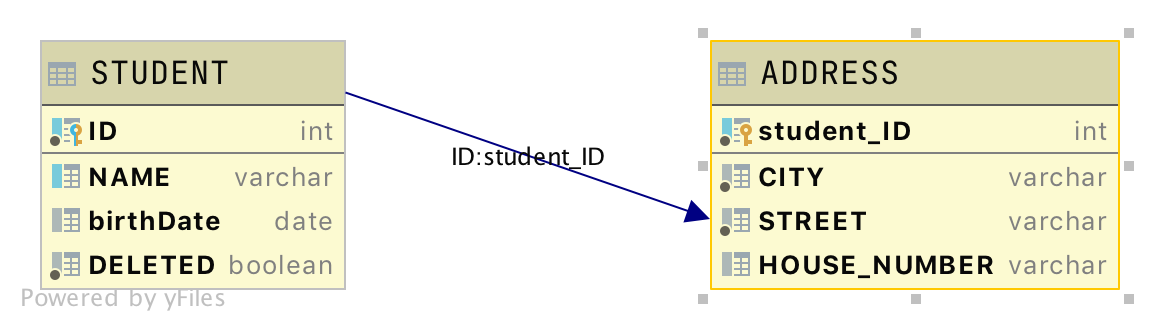 STUDENT
ID int
NAME varchar
birthDate date
DELETED boolean
Powered by yFiles
ID:student_ID
ADDRESS
student_ID int
CITY varchar
STREET varchar
HOUSE_NUMBER varchar